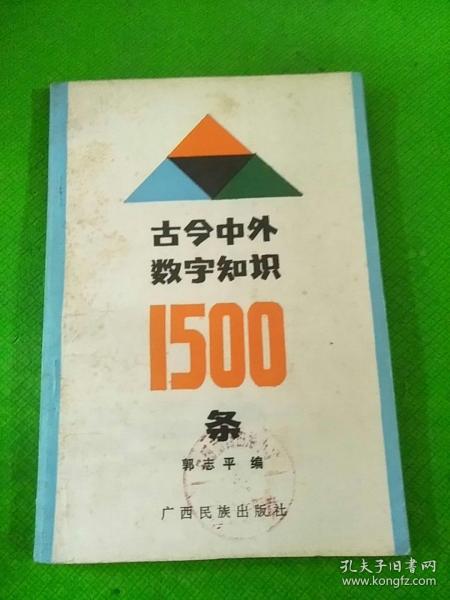 古今中外
数字知识
1500
条
郭志平 编
广西民族出版社
孔夫子旧书网
www.kongfz.com